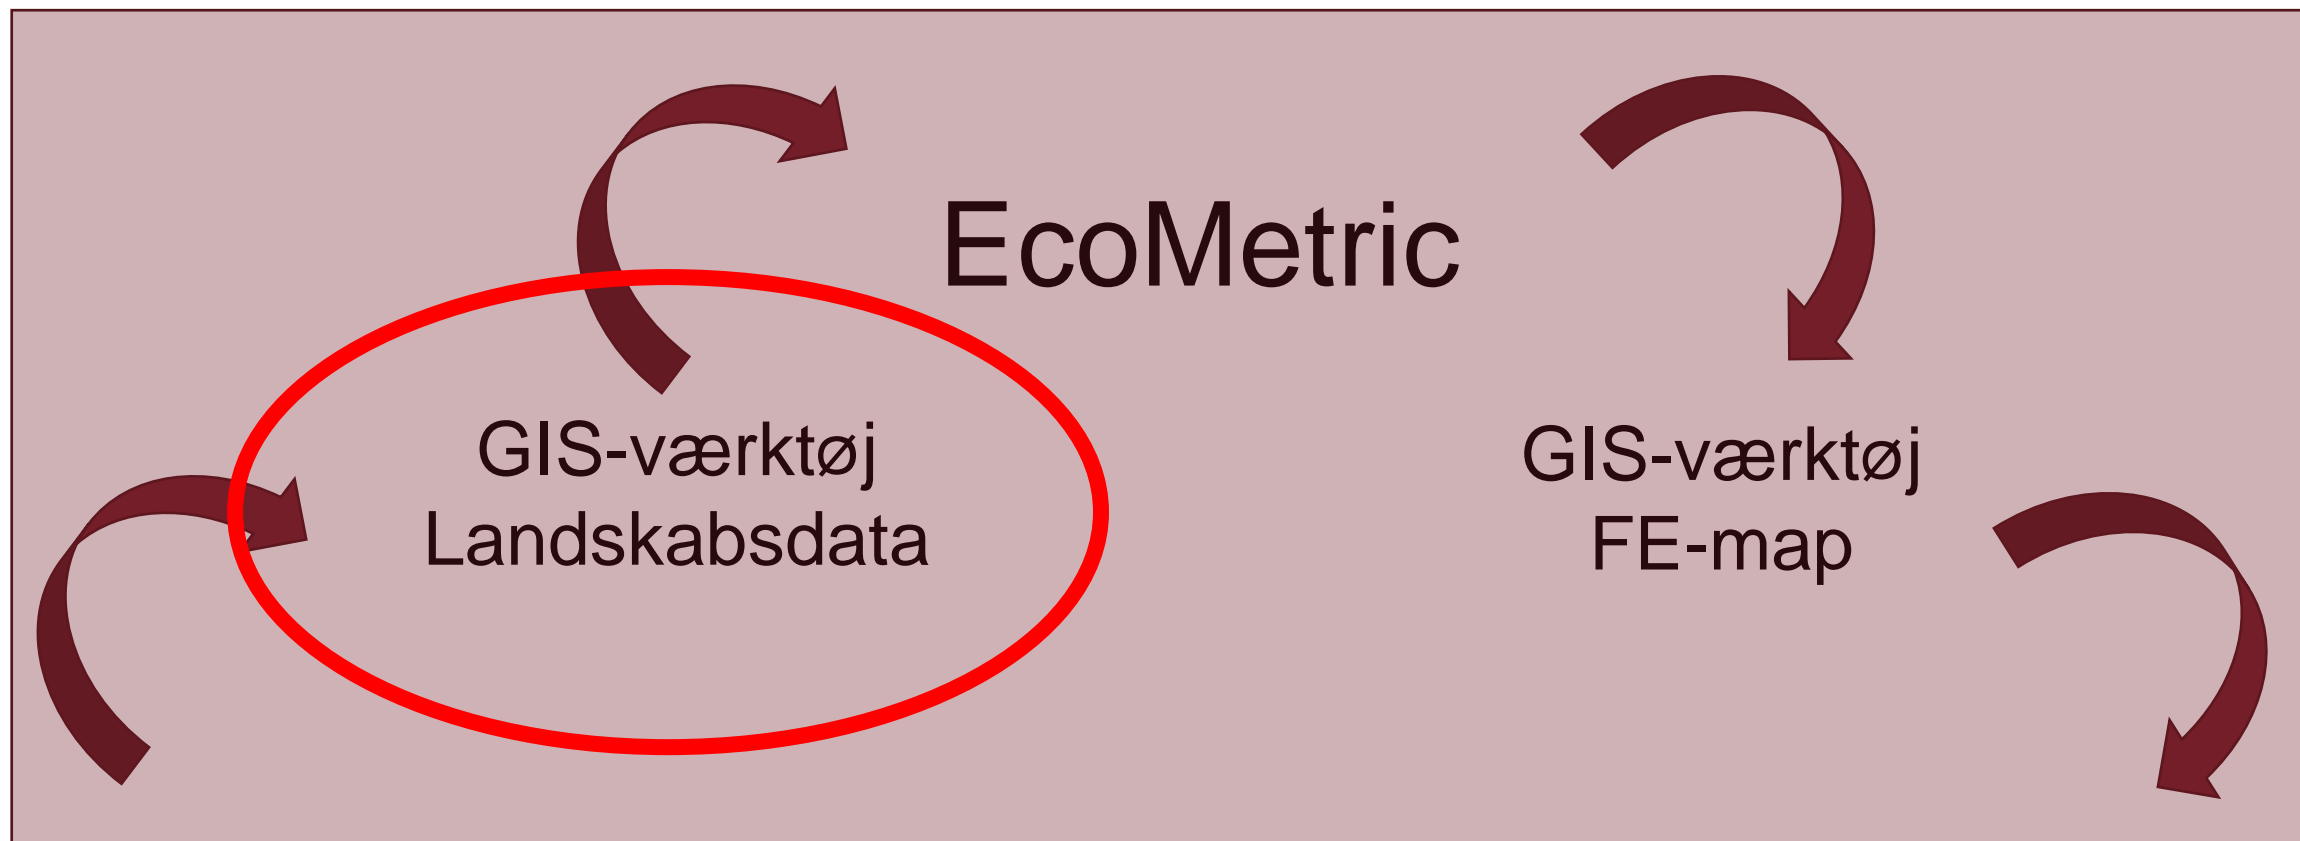 EcoMetric
GIS-værktøj
Landskabsdata
GIS-værktøj
FE-map